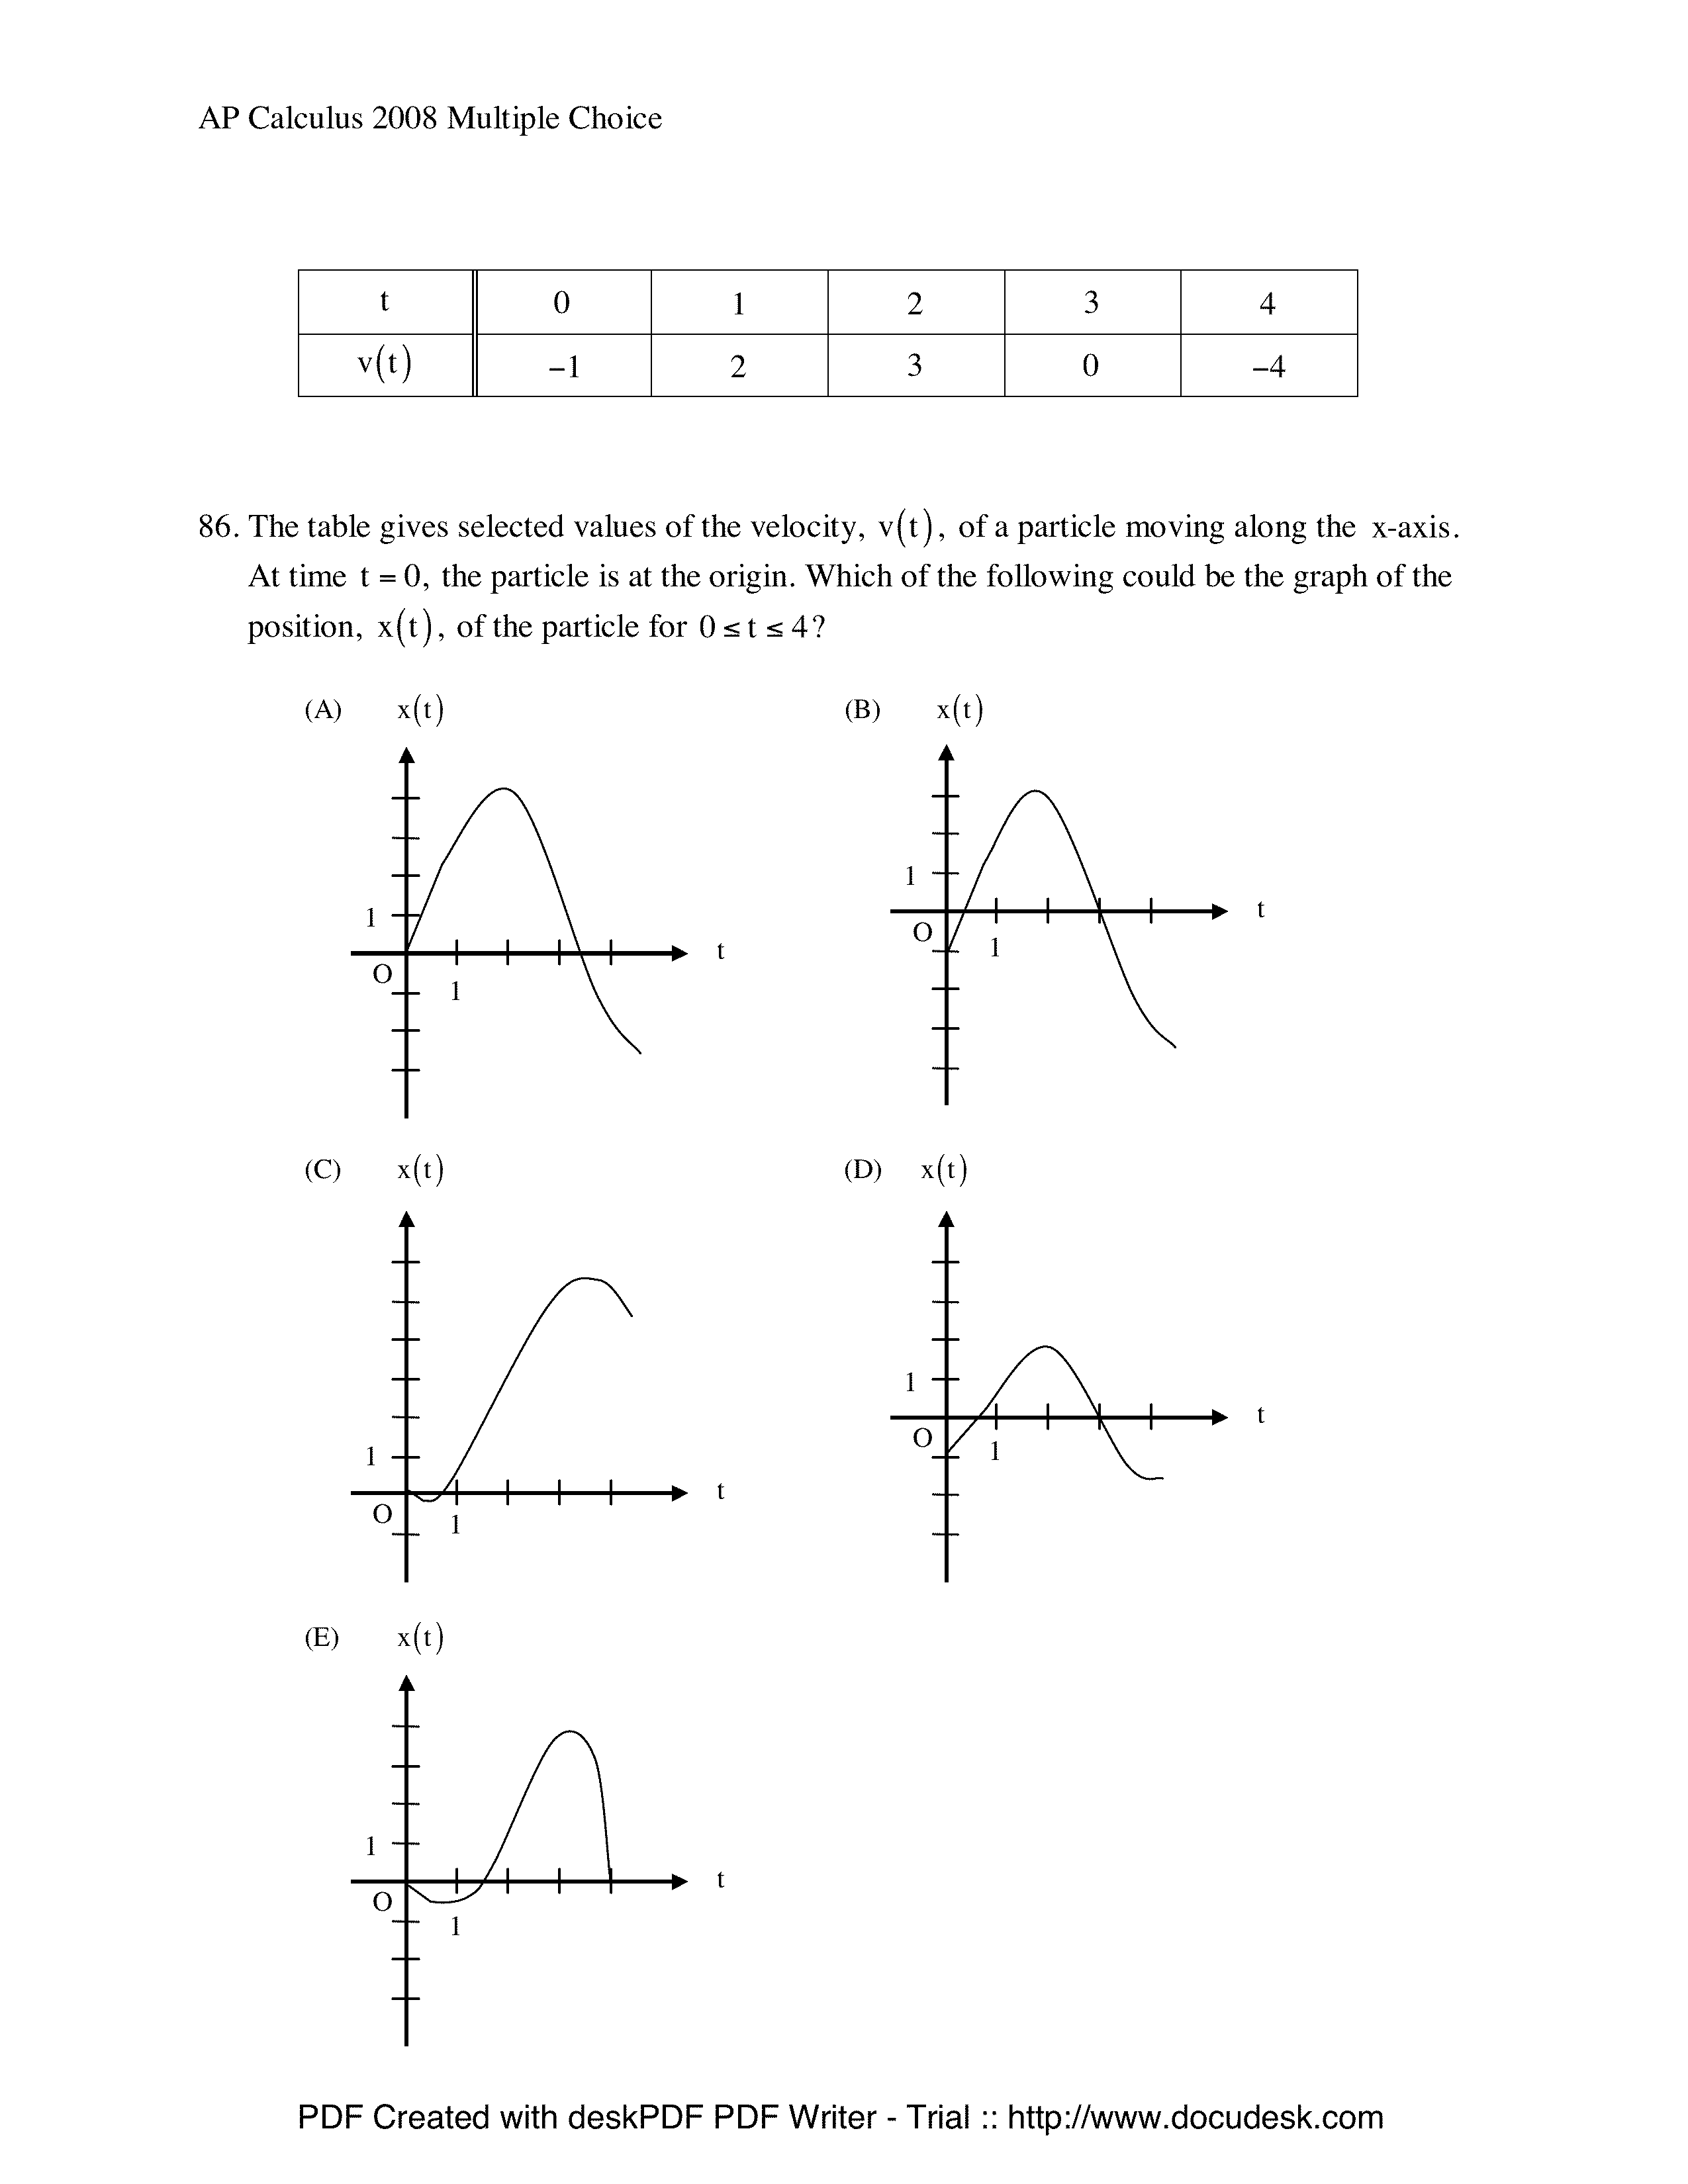 AP Calculus 2008 Multiple Choice
t 0 1 2 3 4
v(t) −1 2 3 0 −4
86. The table gives selected values of the velocity, v(t), of a particle moving along the x-axis.
At time t = 0, the particle is at the origin. Which of the following could be the graph of the
position, x(t), of the particle for 0 ≤ t ≤ 4?
(A) x(t)
1
t
O
1
(B) x(t)
1
t
O
1
(C) x(t)
1
t
O
1
(D) x(t)
1
t
O
1
(E) x(t)
1
t
O
1
PDF Created with deskPDF PDF Writer - Trial :: http://www.docudesk.com